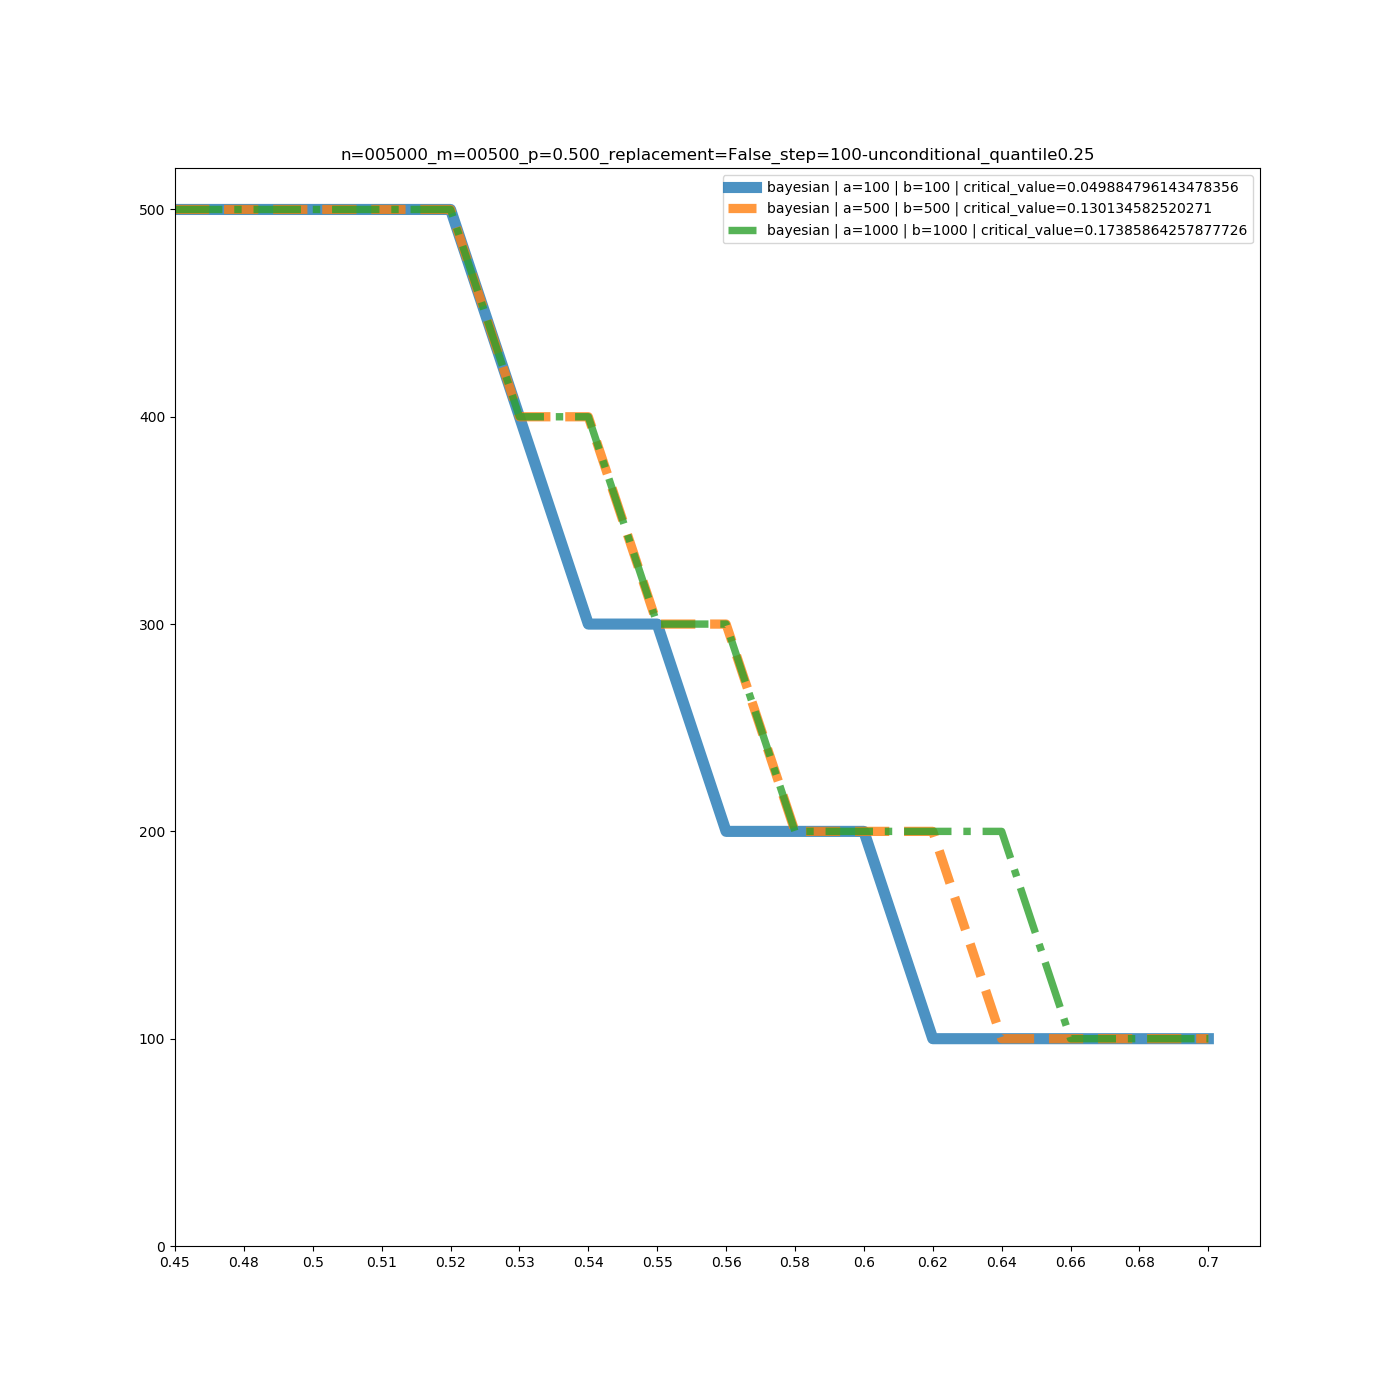 n=005000_m=00500_p=0.500_replacement=False_step=100-unconditional_quantile0.25
bayesian | a=100 | b=100 | critical_value=0.049884796143478356
bayesian | a=500 | b=500 | critical_value=0.130134582520271
bayesian | a=1000 | b=1000 | critical_value=0.17385864257877726
500
400
300
200
100
0
0.45 0.48 0.5 0.51 0.52 0.53 0.54 0.55 0.56 0.58 0.6 0.62 0.64 0.66 0.68 0.7